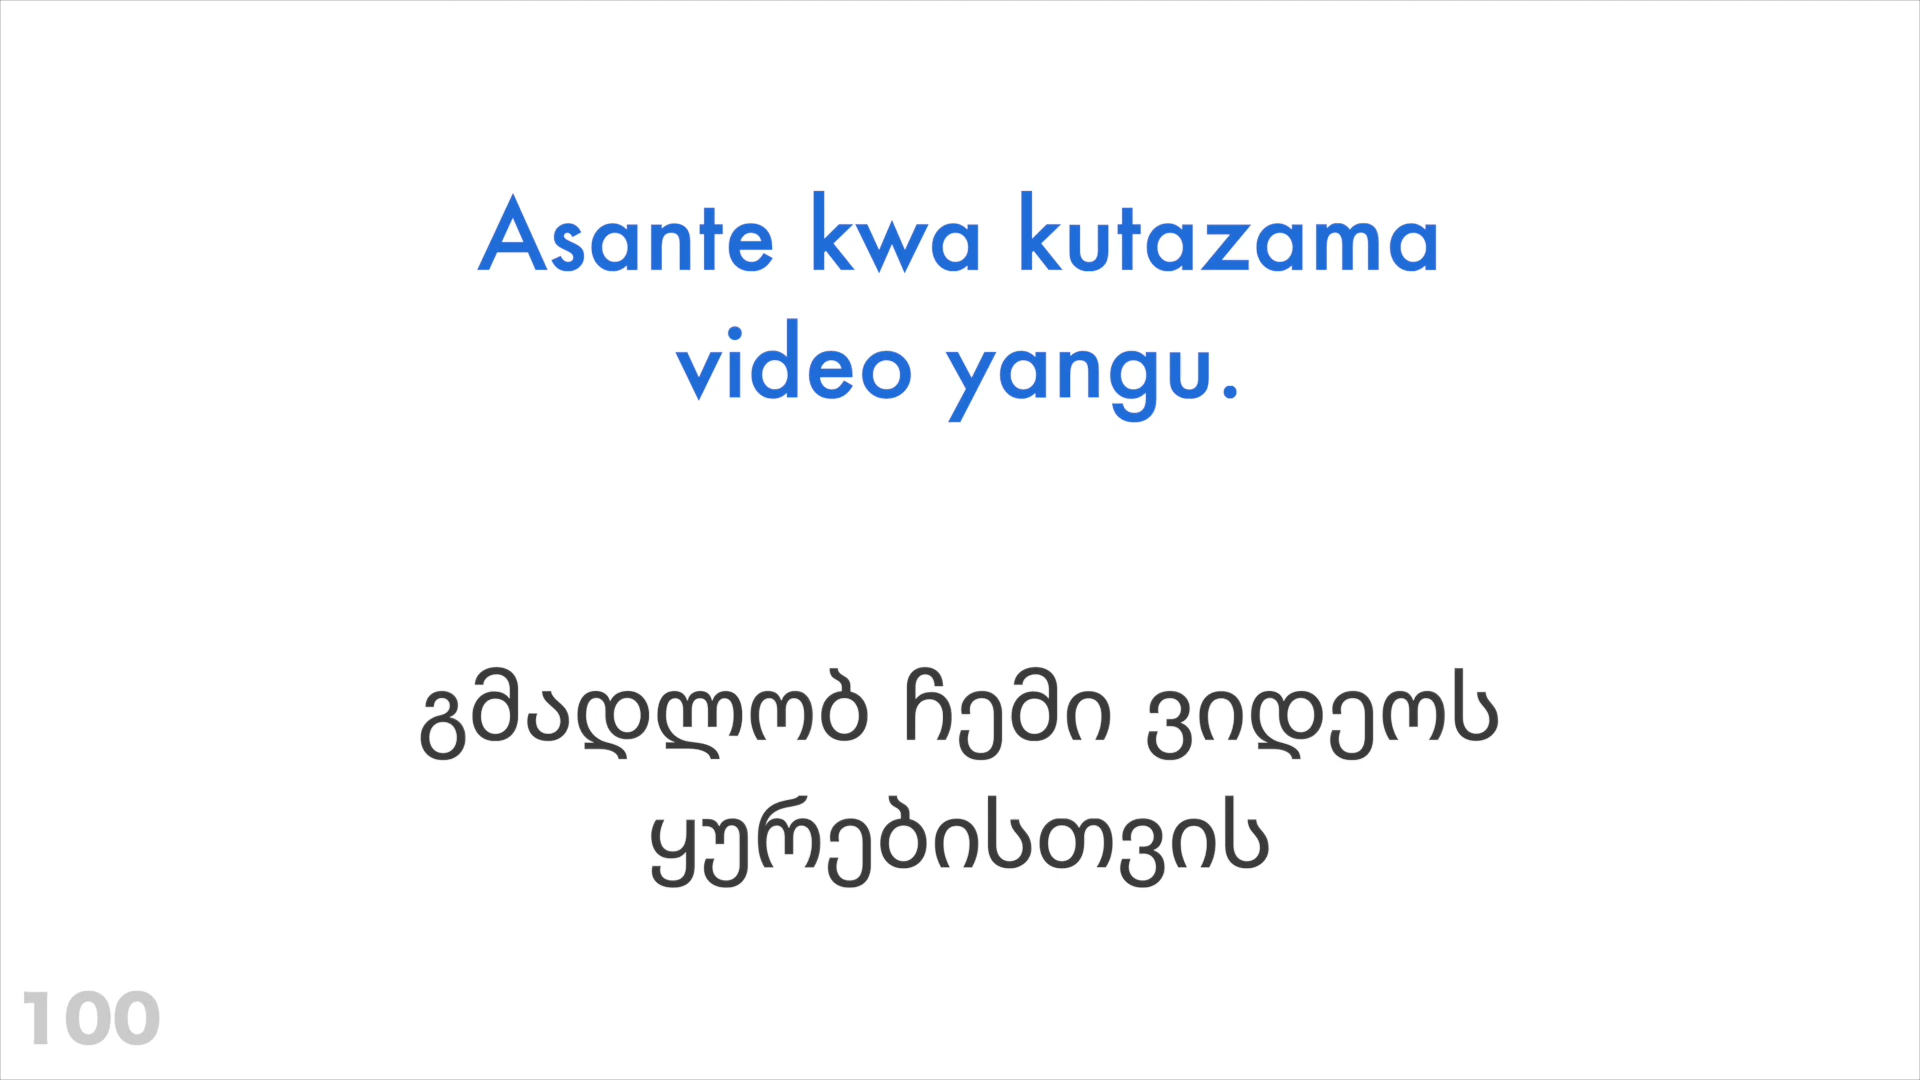 Asante kwa kutazama
video yangu.
გმადლობ ჩემი ვიდეოს
ყურებისთვის
100